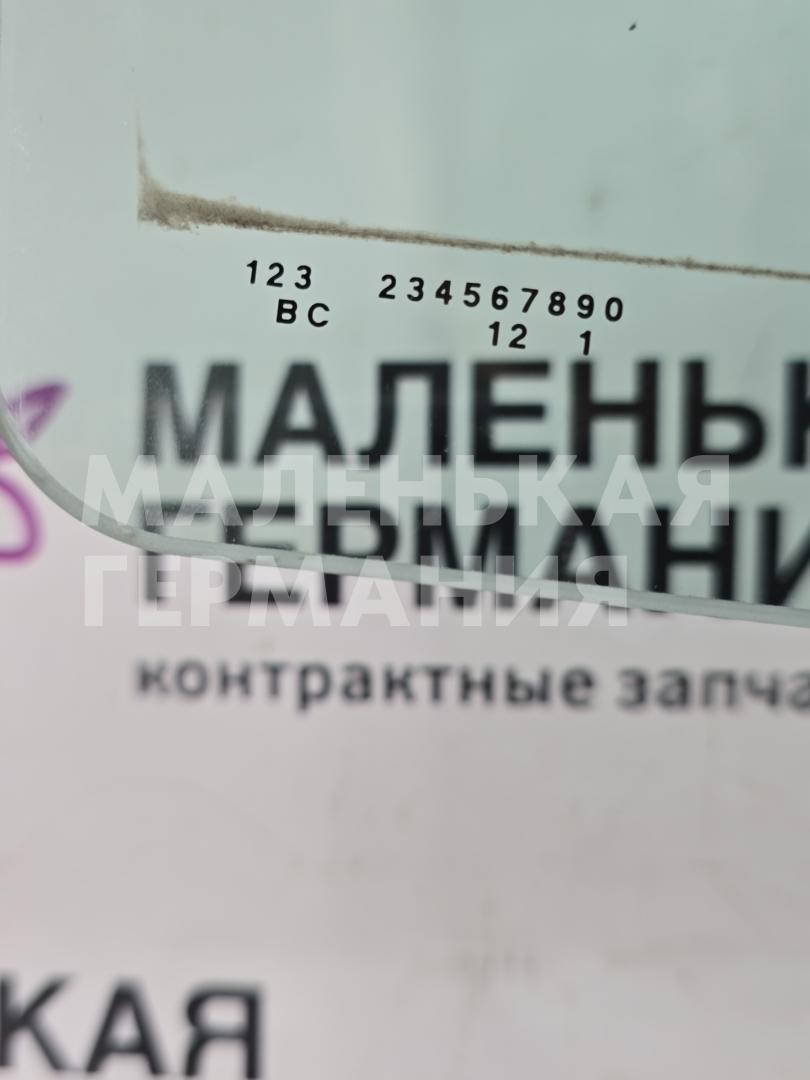 123 234567890
BC 12 1
МАЛЕНЬК
ГЕРМАНИ
МАЛЕНЬКАЯ
ГЕРМАНИЯ
контрактные запча
КАЯ